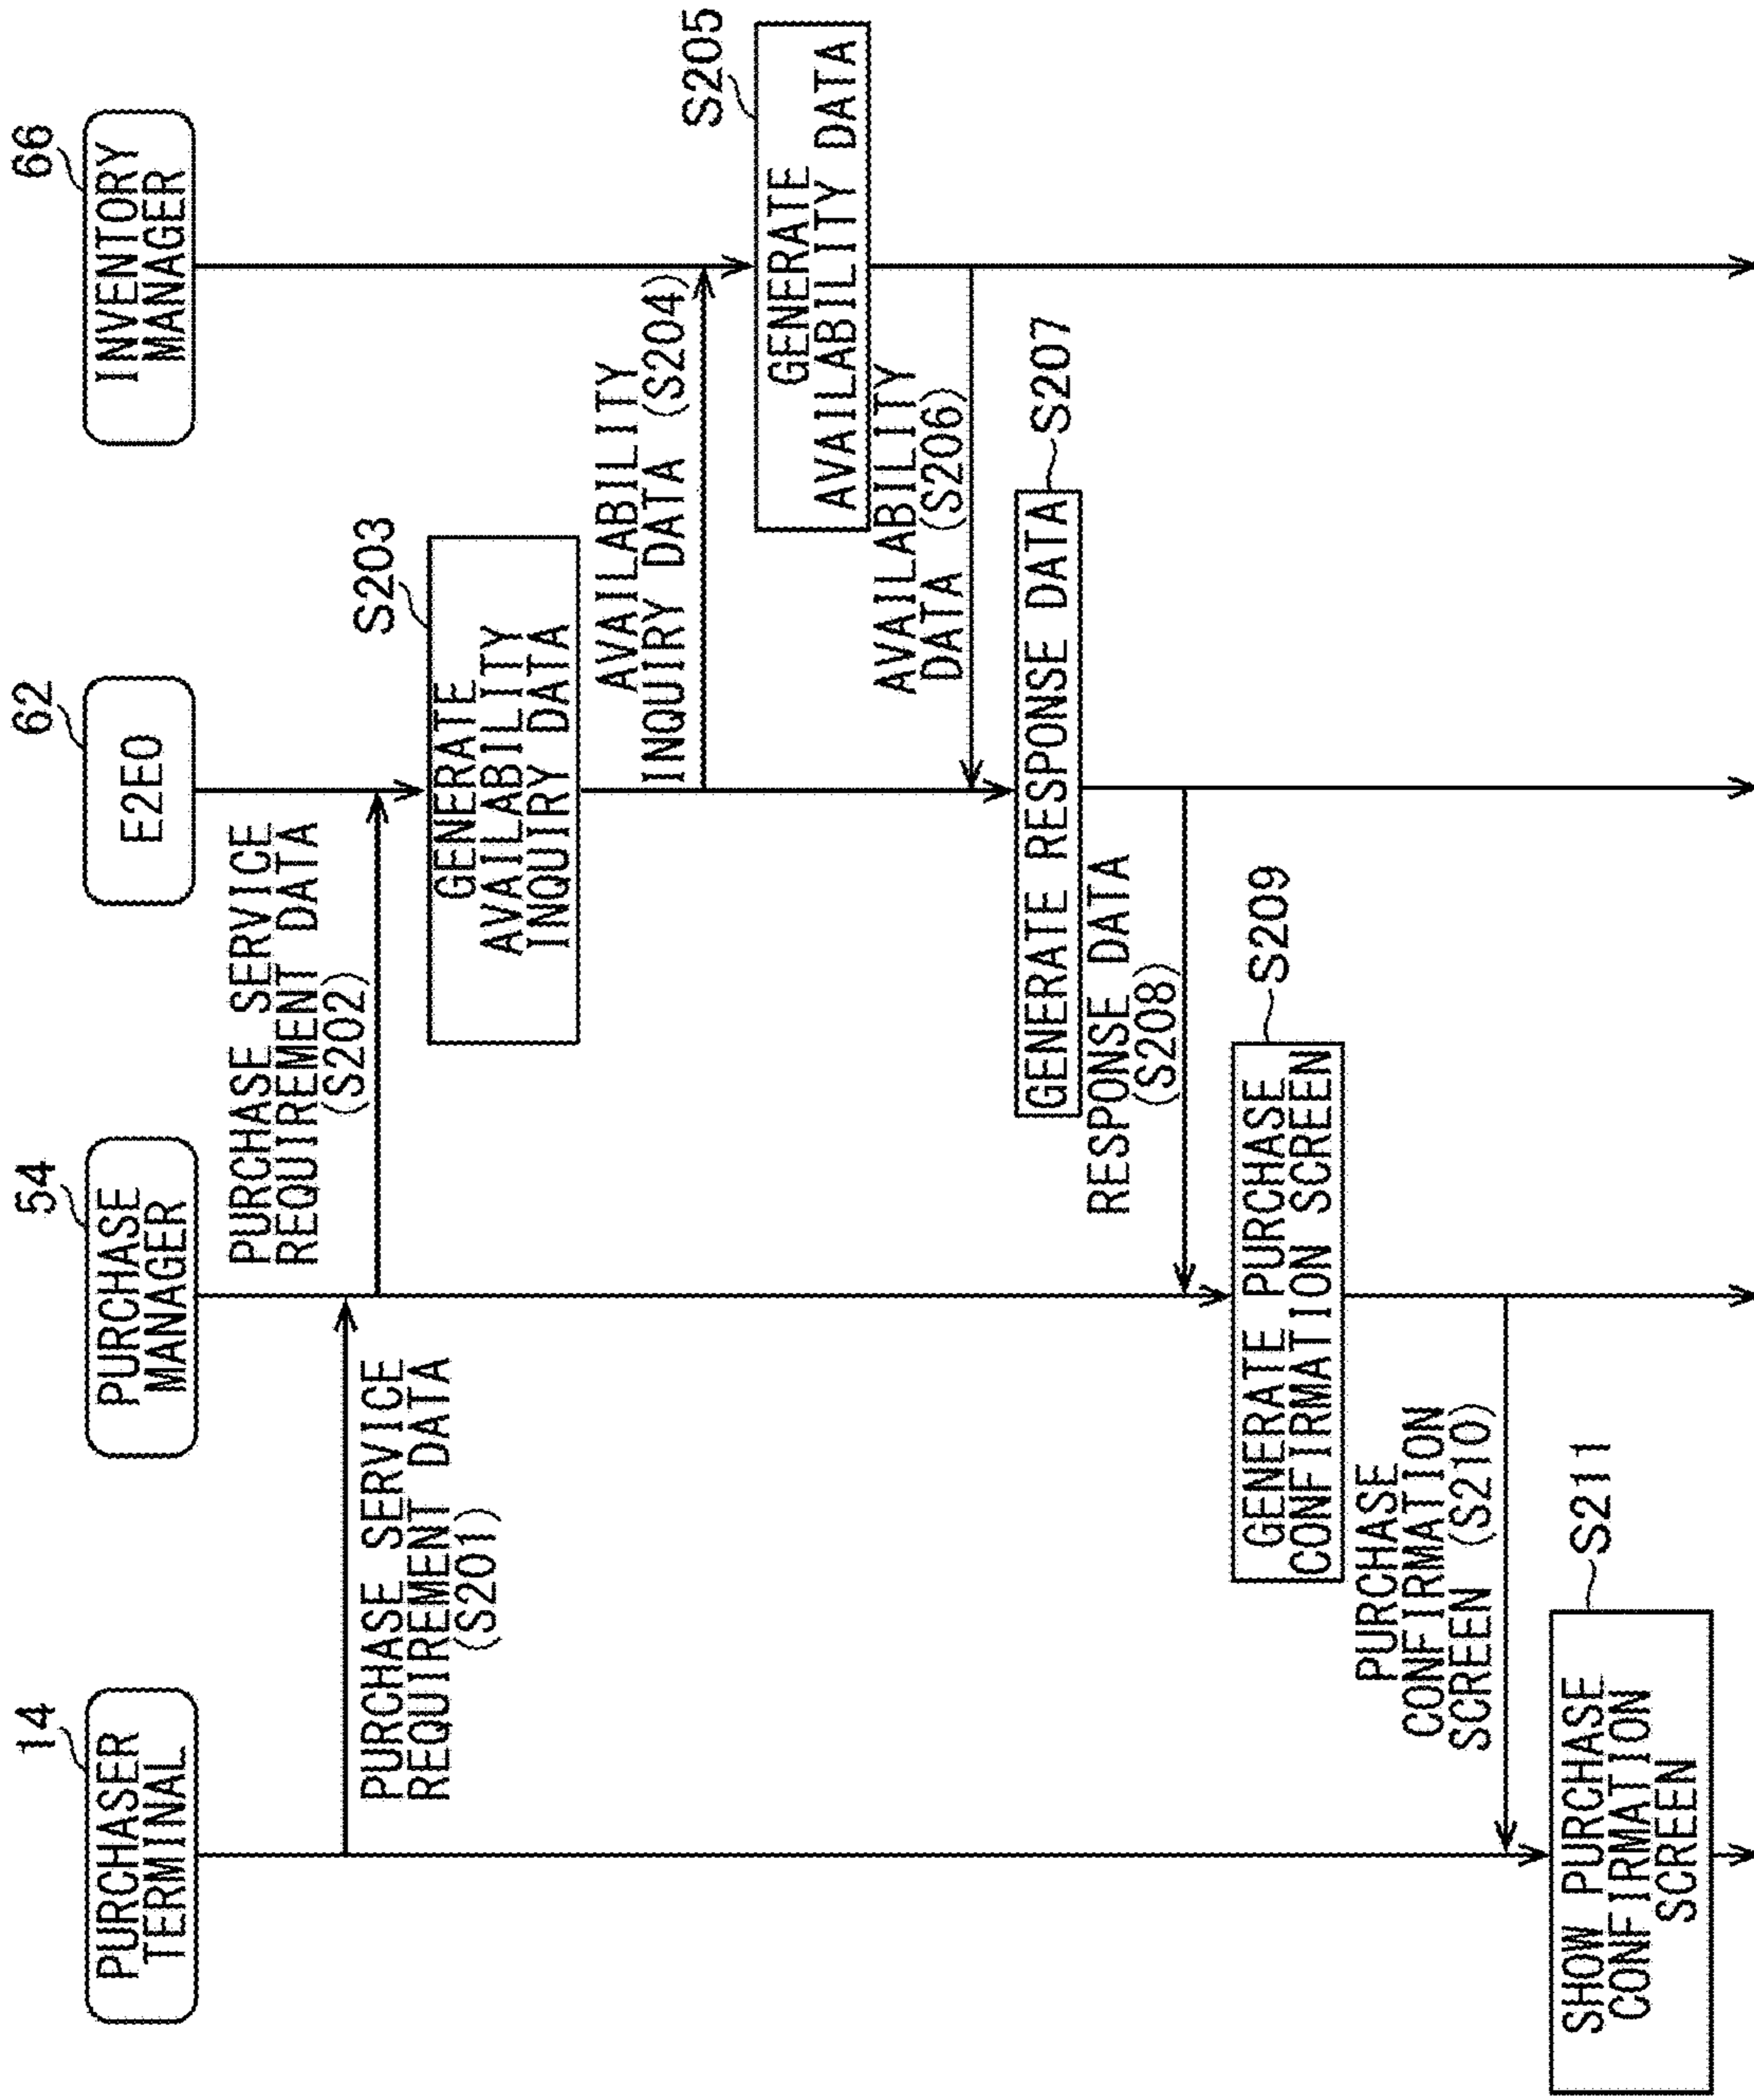 14
PURCHASER
TERMINAL
54
PURCHASE
MANAGER
62
E2EO
66
INVENTORY
MANAGER
PURCHASE SERVICE
REQUIREMENT DATA
(S201)
PURCHASE SERVICE
REQUIREMENT DATA
(S202)
S203
GENERATE
AVAILABILITY
INQUIRY DATA
AVAILABILITY
INQUIRY DATA (S204)
S205
GENERATE
AVAILABILITY DATA
AVAILABILITY
DATA (S206)
S207
GENERATE RESPONSE DATA
RESPONSE DATA
(S208)
S209
GENERATE PURCHASE
CONFIRMATION SCREEN
PURCHASE
CONFIRMATION
SCREEN (S210)
S211
SHOW PURCHASE
CONFIRMATION
SCREEN